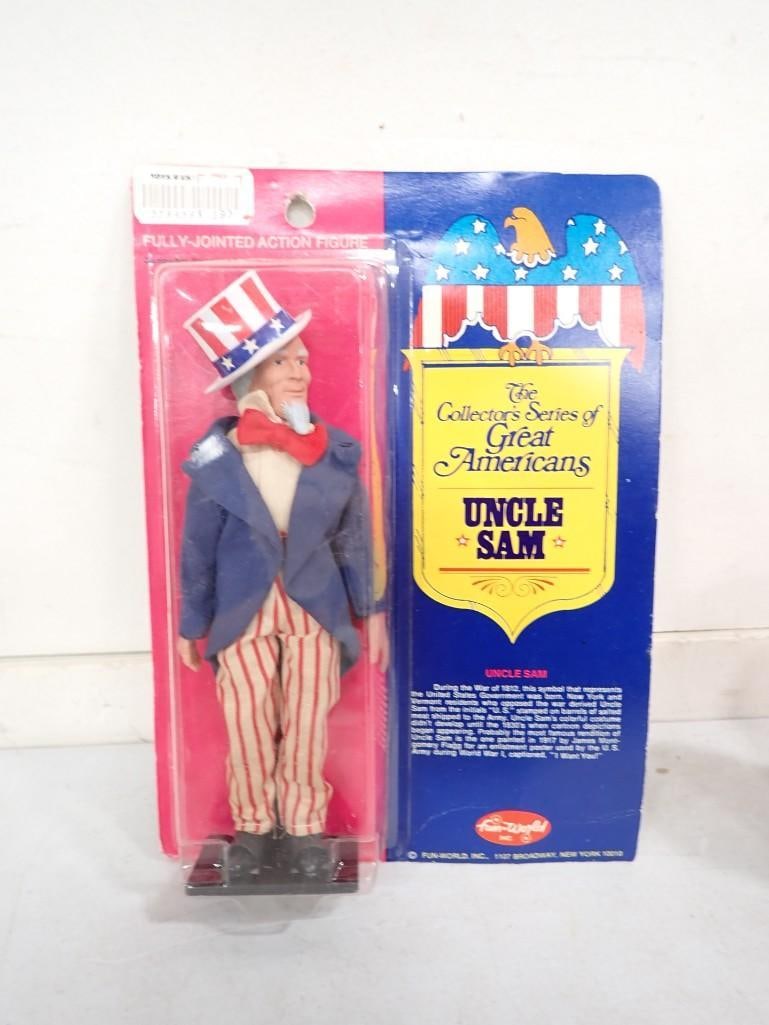 TOYS R US
FULLY-JOINTED ACTION FIGURE
The
Collector's Series of
Great
Americans
UNCLE
SAM
UNCLE SAM
During the War of 1812, this symbol that represents
the United States Government was born. New York and
Vermont residents who opposed the war derived Uncle
Sam from the initials "U.S." stamped on barrels of salted
meat shipped to the Army. Uncle Sam's colorful costume
didn't develop until the 1830's when cartoon depictions
began appearing. Probably the most famous rendition of
Uncle Sam is the one painted in 1917 by James Mont-
gomery Flagg for an enlistment poster used by the U.S.
Army during World War I, captioned, "I Want You!"
Fun-World
INC.
© FUN-WORLD, INC., 1107 BROADWAY, NEW YORK 10010